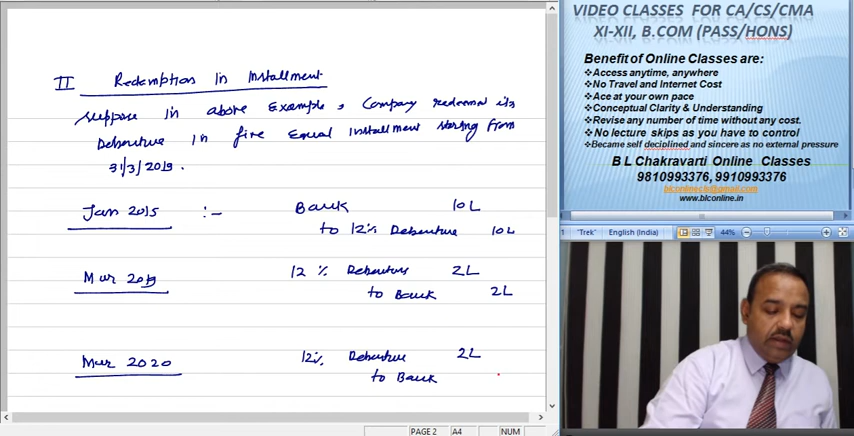 II Redemption in Installment
Suppose in above Example, Company redeemed its
Debenture in five Equal installment starting from
31/3/2019.
Jan 2015 :- Bank 10L
to 12% Debenture 10L
Mar 2019 12% Debenture 2L
to Bank 2L
Mar 2020 12% Debenture 2L
to Bank
PAGE 2 A4 NUM
VIDEO CLASSES FOR CA/CS/CMA
XI-XII, B.COM (PASS/HONS)
Benefit of Online Classes are:
❖Access anytime, anywhere
❖No Travel and Internet Cost
❖Ace at your own pace
❖Conceptual Clarity & Understanding
❖Revise any number of time without any cost.
❖No lecture skips as you have to control
❖Became self deciplined and sincere as no external pressure
B L Chakravarti Online Classes
9810993376, 9910993376
blconlineclt@gmail.com
www.blconline.in
1 "Trek" English (India) 44%